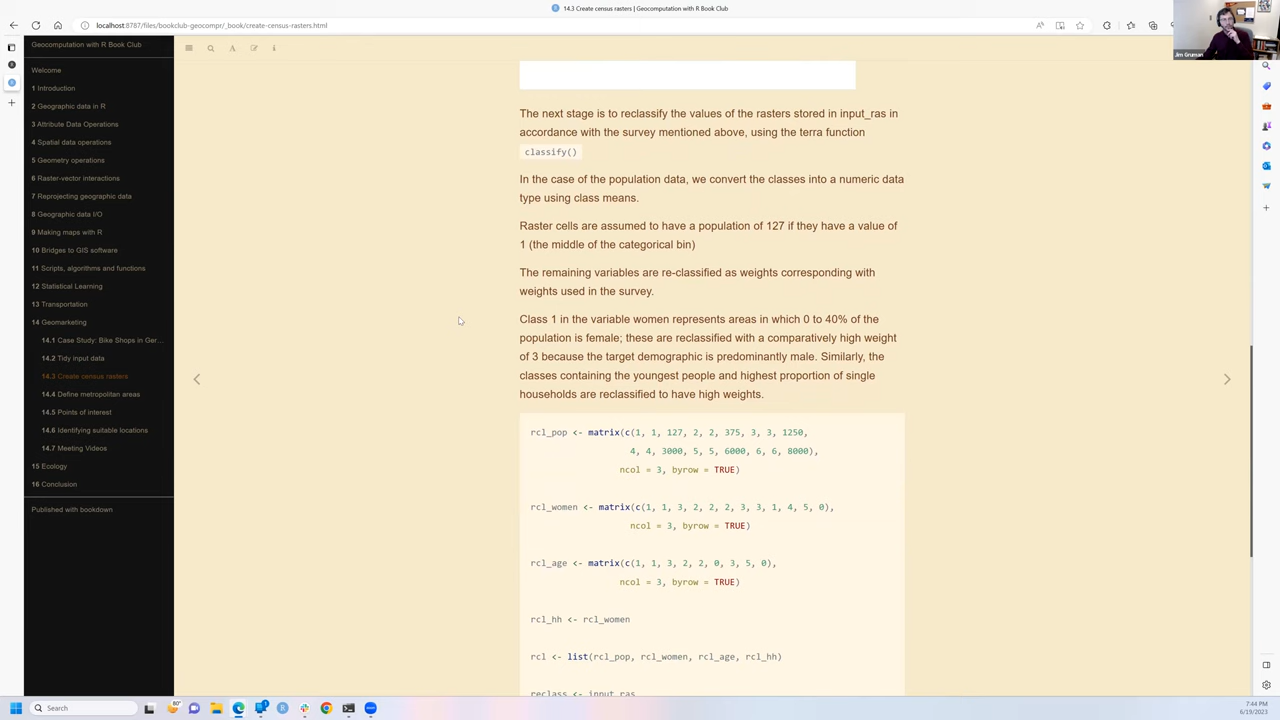 14.3 Create census rasters | Geocomputation with R Book Club
localhost:8787/files/bookclub-geocompr/_book/create-census-rasters.html
Jim Gruman
Geocomputation with R Book Club
Welcome
1 Introduction
2 Geographic data in R
3 Attribute Data Operations
4 Spatial data operations
5 Geometry operations
6 Raster-vector interactions
7 Reprojecting geographic data
8 Geographic data I/O
9 Making maps with R
10 Bridges to GIS software
11 Scripts, algorithms and functions
12 Statistical Learning
13 Transportation
14 Geomarketing
14.1 Case Study: Bike Shops in Ger...
14.2 Tidy input data
14.3 Create census rasters
14.4 Define metropolitan areas
14.5 Points of interest
14.6 Identifying suitable locations
14.7 Meeting Videos
15 Ecology
16 Conclusion
Published with bookdown
The next stage is to reclassify the values of the rasters stored in input_ras in
accordance with the survey mentioned above, using the terra function
classify()
In the case of the population data, we convert the classes into a numeric data
type using class means.
Raster cells are assumed to have a population of 127 if they have a value of
1 (the middle of the categorical bin)
The remaining variables are re-classified as weights corresponding with
weights used in the survey.
Class 1 in the variable women represents areas in which 0 to 40% of the
population is female; these are reclassified with a comparatively high weight
of 3 because the target demographic is predominantly male. Similarly, the
classes containing the youngest people and highest proportion of single
households are reclassified to have high weights.
rcl_pop <- matrix(c(1, 1, 127, 2, 2, 375, 3, 3, 1250,
4, 4, 3000, 5, 5, 6000, 6, 6, 8000),
ncol = 3, byrow = TRUE)
rcl_women <- matrix(c(1, 1, 3, 2, 2, 2, 3, 3, 1, 4, 5, 0),
ncol = 3, byrow = TRUE)
rcl_age <- matrix(c(1, 1, 3, 2, 2, 0, 3, 5, 0),
ncol = 3, byrow = TRUE)
rcl_hh <- rcl_women
rcl <- list(rcl_pop, rcl_women, rcl_age, rcl_hh)
reclass <- input_ras
Search
80°
7:44 PM
6/19/2023